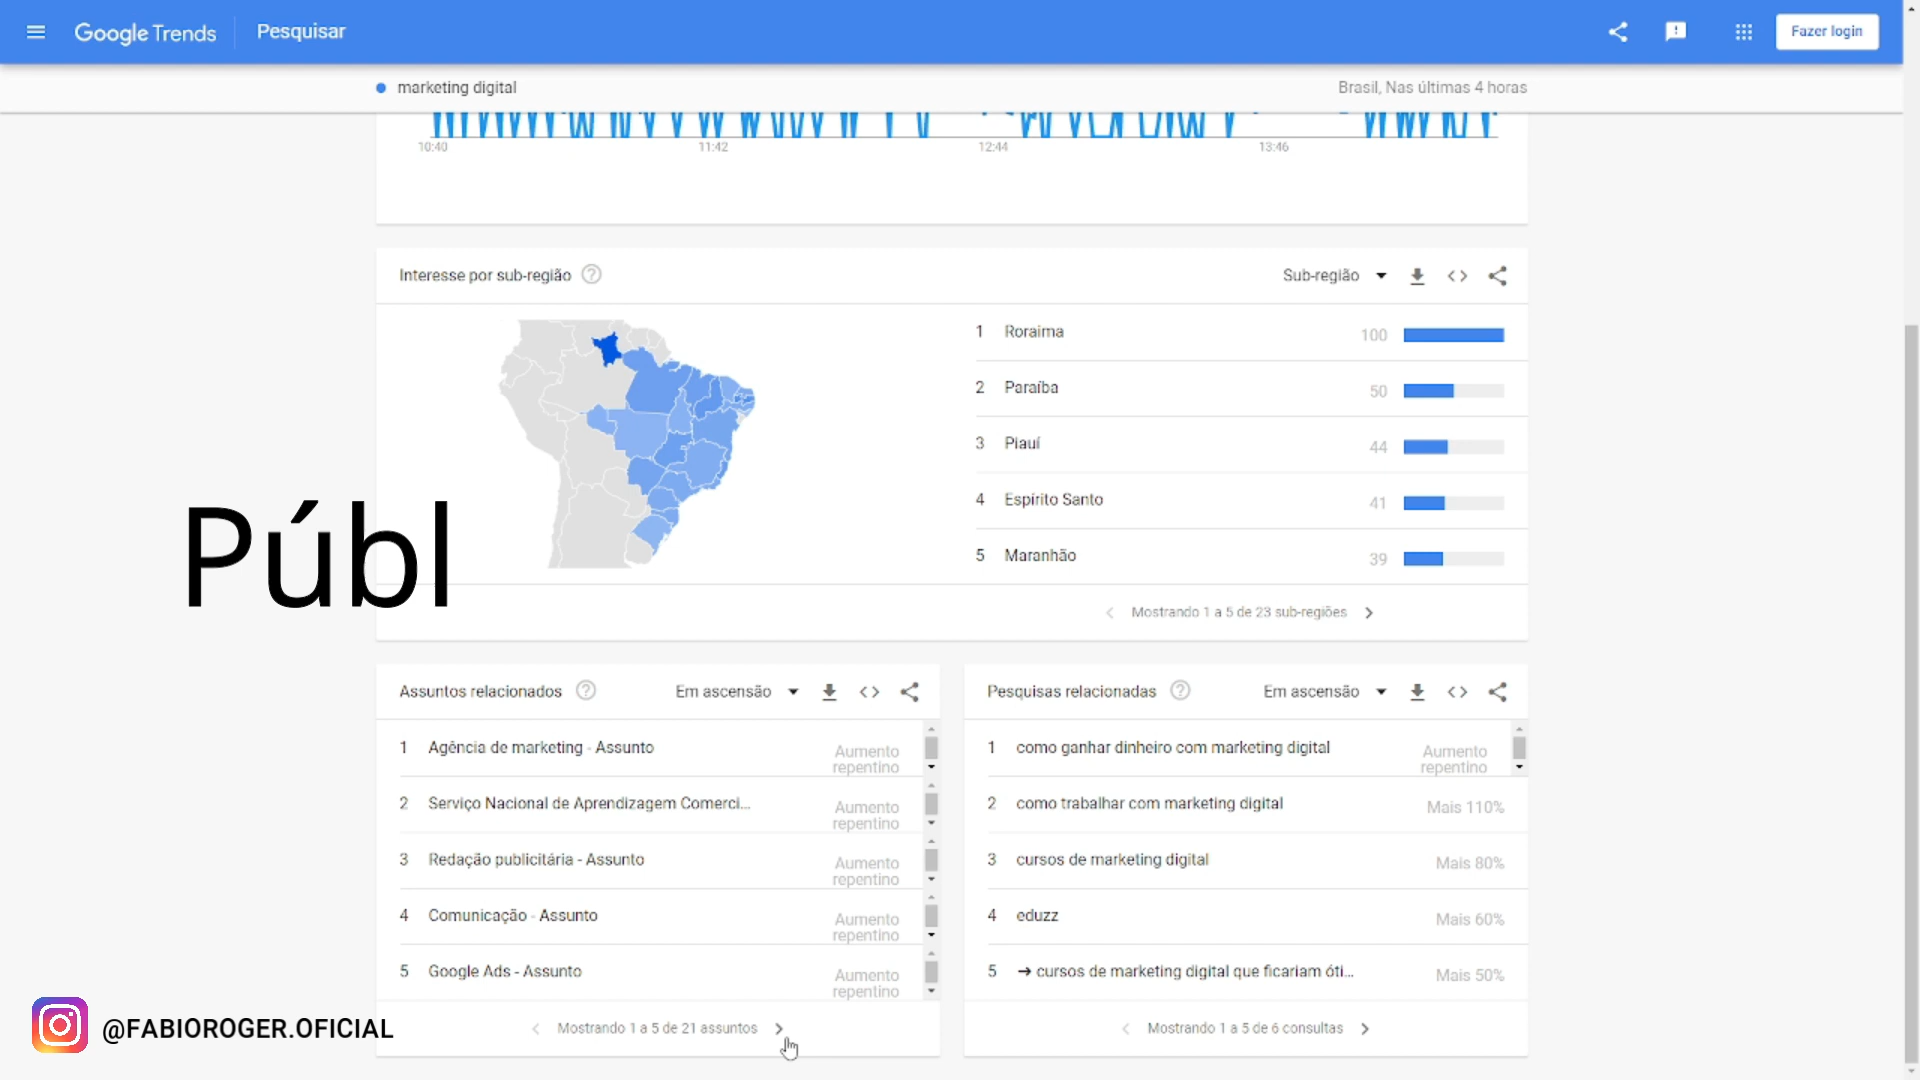 Google Trends
Pesquisar
Fazer login
marketing digital
Brasil, Nas últimas 4 horas
10:40
11:42
12:44
13:46
Interesse por sub-região
Sub-região
1 Roraima 100
2 Paraíba 50
3 Piauí 44
4 Espírito Santo 41
5 Maranhão 39
Mostrando 1 a 5 de 23 sub-regiões
Públ
Assuntos relacionados
Em ascensão
1 Agência de marketing - Assunto Aumento
repentino
2 Serviço Nacional de Aprendizagem Comerci... Aumento
repentino
3 Redação publicitária - Assunto Aumento
repentino
4 Comunicação - Assunto Aumento
repentino
5 Google Ads - Assunto Aumento
repentino
Mostrando 1 a 5 de 21 assuntos
Pesquisas relacionadas
Em ascensão
1 como ganhar dinheiro com marketing digital Aumento
repentino
2 como trabalhar com marketing digital Mais 110%
3 cursos de marketing digital Mais 80%
4 eduzz Mais 60%
5 → cursos de marketing digital que ficariam óti... Mais 50%
Mostrando 1 a 5 de 6 consultas
@FABIOROGER.OFICIAL